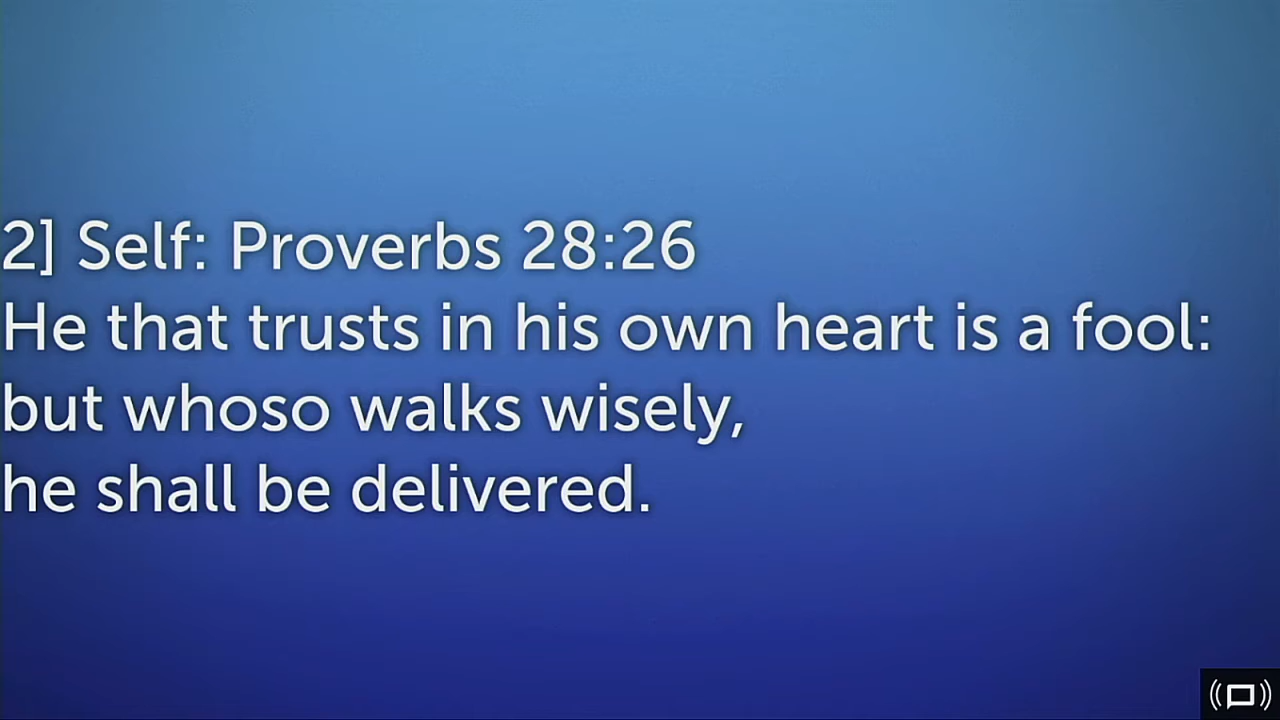 2] Self: Proverbs 28:26
He that trusts in his own heart is a fool:
but whoso walks wisely,
he shall be delivered.